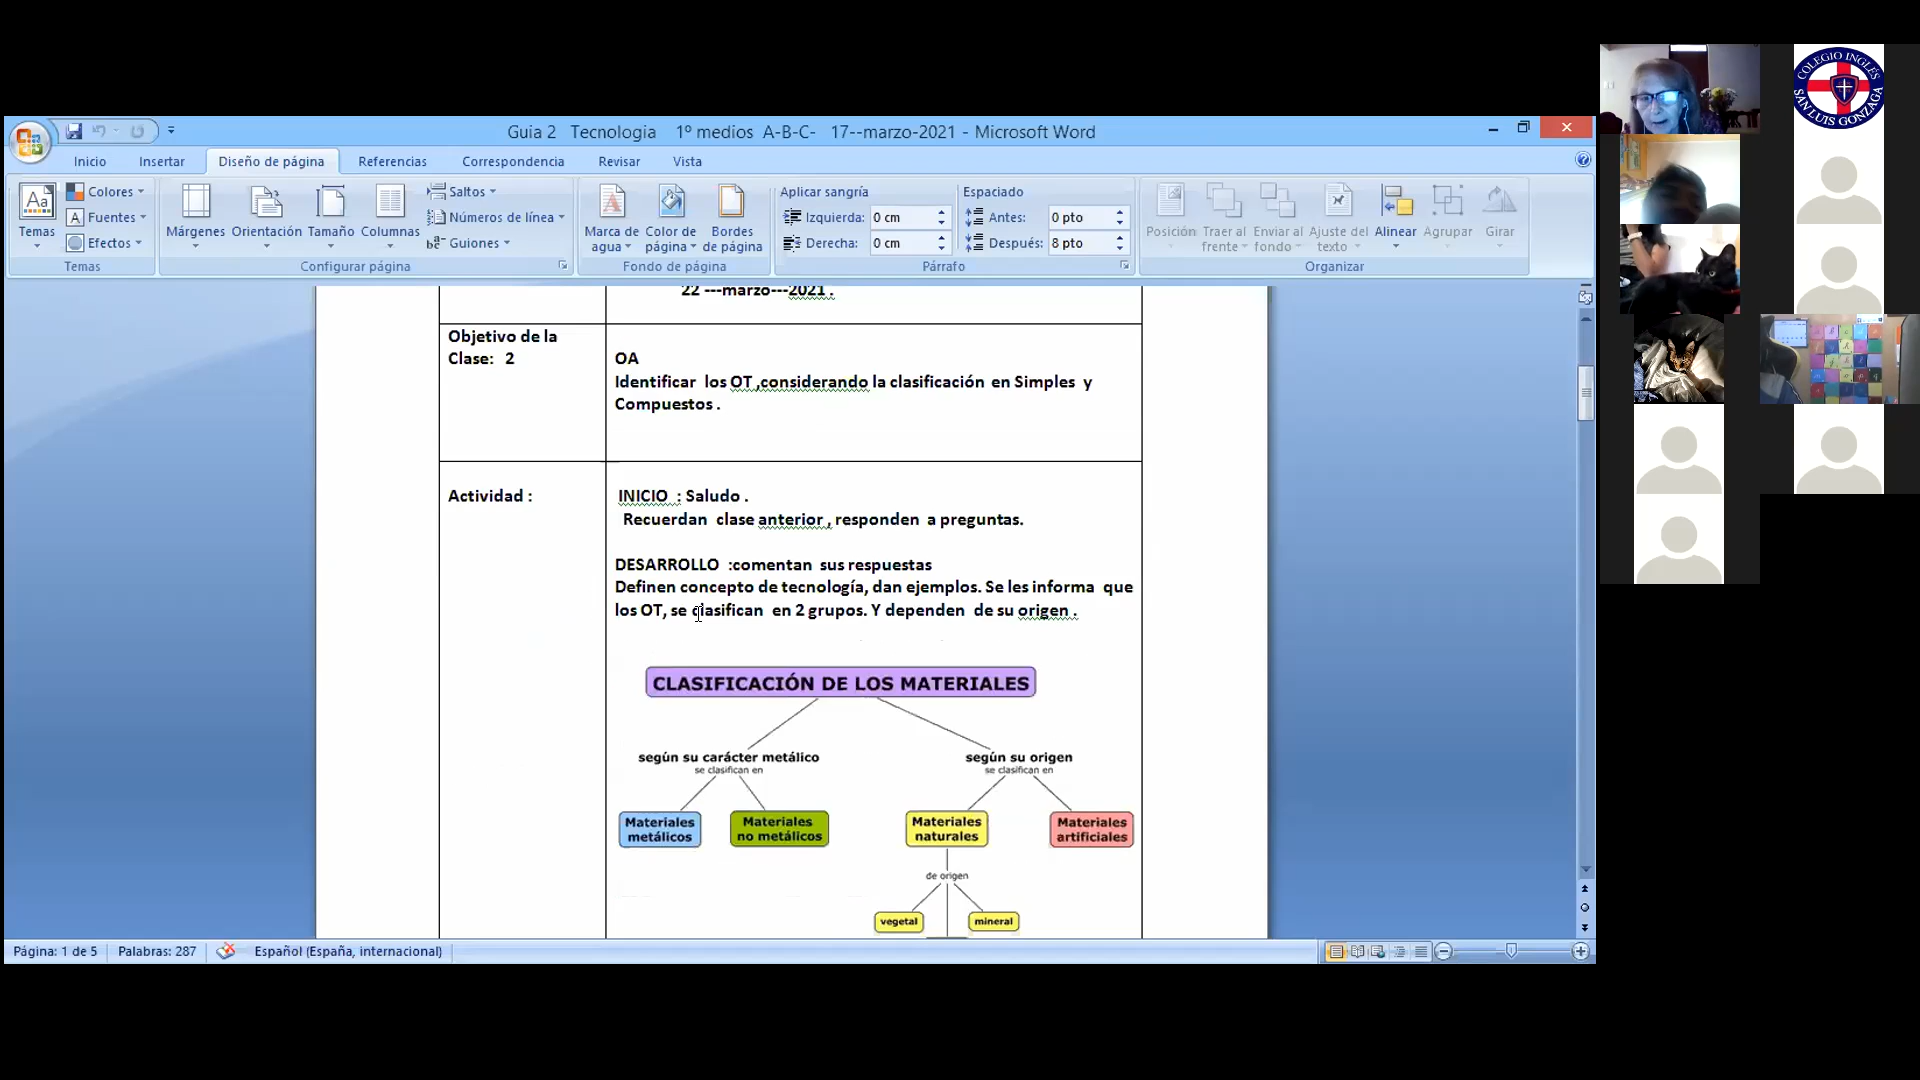 Guia 2 Tecnologia 1º medios A-B-C- 17--marzo-2021 - Microsoft Word
Inicio Insertar Diseño de página Referencias Correspondencia Revisar Vista
Temas Colores Fuentes Efectos
Márgenes Orientación Tamaño Columnas Saltos Números de línea Guiones
Marca de agua Color de página Bordes de página
Aplicar sangría Espaciado
Izquierda: 0 cm Antes: 0 pto
Derecha: 0 cm Después: 8 pto
Posición Traer al frente Enviar al fondo Ajuste del texto Alinear Agrupar Girar
Temas Configurar página Fondo de página Párrafo Organizar
22 ---marzo---2021 .
Objetivo de la
Clase: 2
OA
Identificar los OT ,considerando la clasificación en Simples y
Compuestos .
Actividad :
INICIO : Saludo .
Recuerdan clase anterior , responden a preguntas.
DESARROLLO :comentan sus respuestas
Definen concepto de tecnología, dan ejemplos. Se les informa que
los OT, se clasifican en 2 grupos. Y dependen de su origen .
CLASIFICACIÓN DE LOS MATERIALES
según su carácter metálico según su origen
se clasifican en se clasifican en
Materiales metálicos Materiales no metálicos Materiales naturales Materiales artificiales
de origen
vegetal mineral
Página: 1 de 5 Palabras: 287 Español (España, internacional)
COLEGIO INGLÉS
SAN LUIS GONZAGA